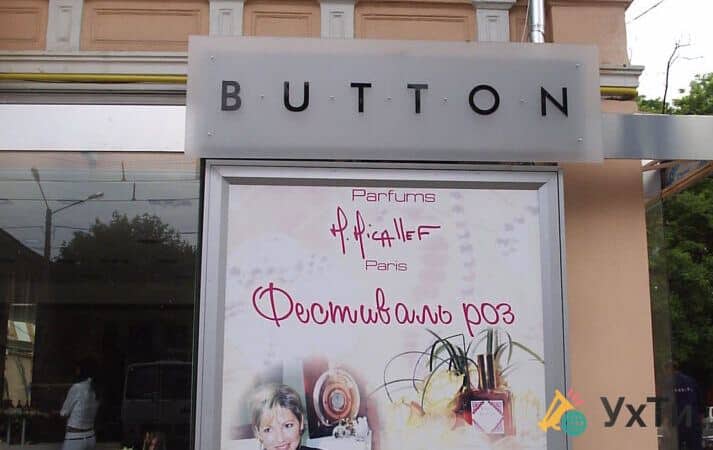 BUTTON
Parfums
M. Micallef
Paris
Фестиваль роз
УхТи